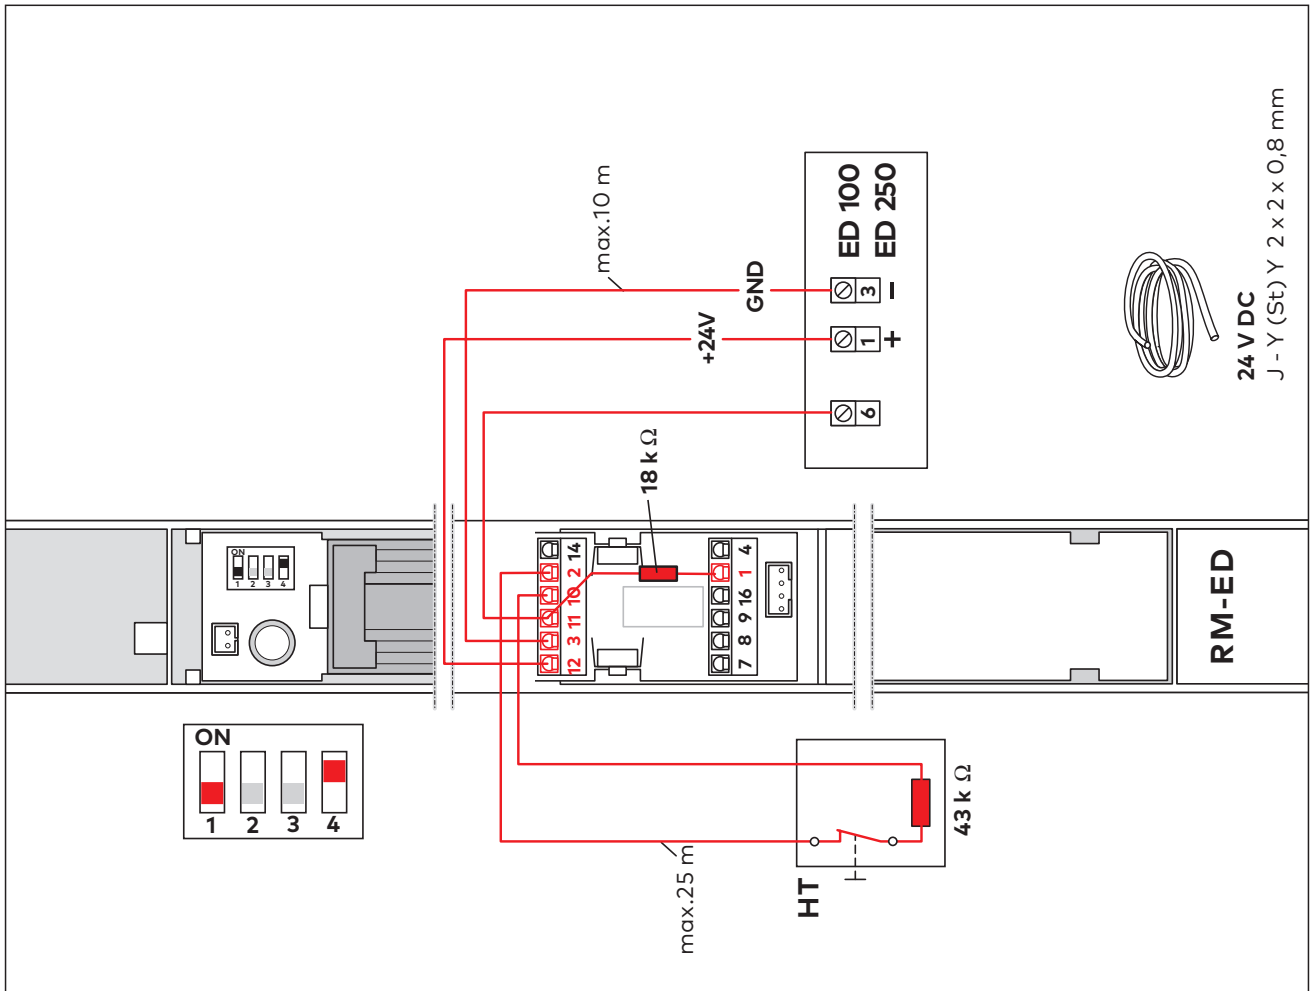 max.10 m
ED 100
ED 250
GND
3
-
+24V
1
+
6
24 V DC
J - Y (St) Y 2 x 2 x 0,8 mm
18 k Ω
ON
1 2 3 4
14
2
10
11
3
12
4
1
16
9
8
7
RM-ED
ON
1 2 3 4
max.25 m
HT
43 k Ω